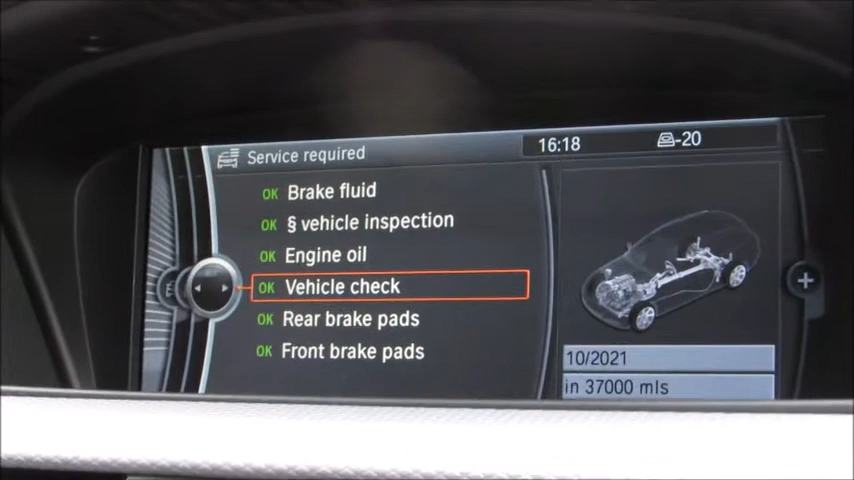 Service required
16:18
-20
OK Brake fluid
OK § vehicle inspection
OK Engine oil
OK Vehicle check
OK Rear brake pads
OK Front brake pads
10/2021
in 37000 mls